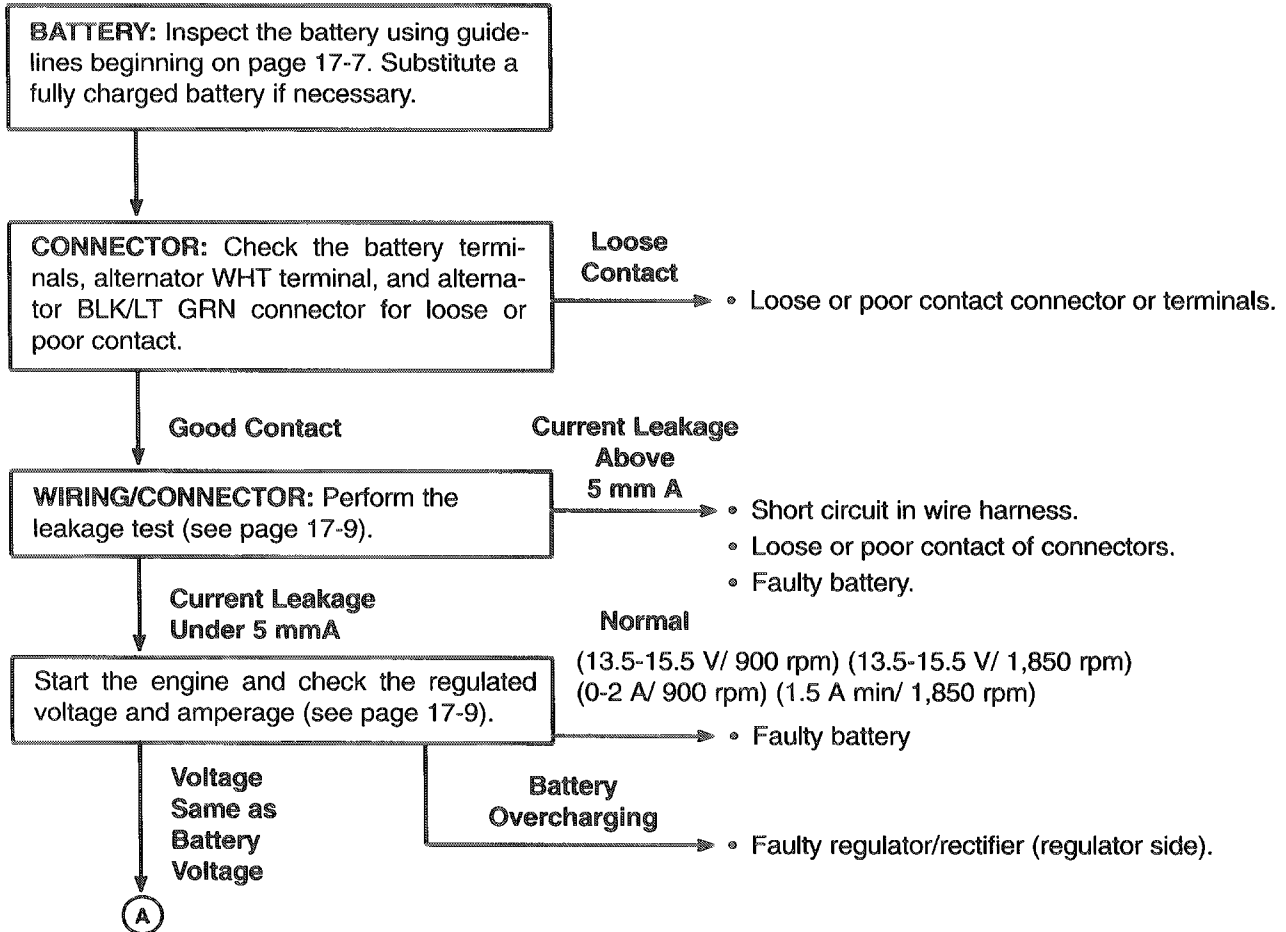 BATTERY: Inspect the battery using guide-
lines beginning on page 17-7. Substitute a
fully charged battery if necessary.
CONNECTOR: Check the battery termi-
nals, alternator WHT terminal, and alterna-
tor BLK/LT GRN connector for loose or
poor contact.
Loose
Contact
• Loose or poor contact connector or terminals.
Good Contact
Current Leakage
Above
5 mm A
WIRING/CONNECTOR: Perform the
leakage test (see page 17-9).
• Short circuit in wire harness.
• Loose or poor contact of connectors.
• Faulty battery.
Current Leakage
Under 5 mmA
Normal
(13.5-15.5 V/ 900 rpm) (13.5-15.5 V/ 1,850 rpm)
(0-2 A/ 900 rpm) (1.5 A min/ 1,850 rpm)
Start the engine and check the regulated
voltage and amperage (see page 17-9).
• Faulty battery
Voltage
Same as
Battery
Voltage
Battery
Overcharging
• Faulty regulator/rectifier (regulator side).
A